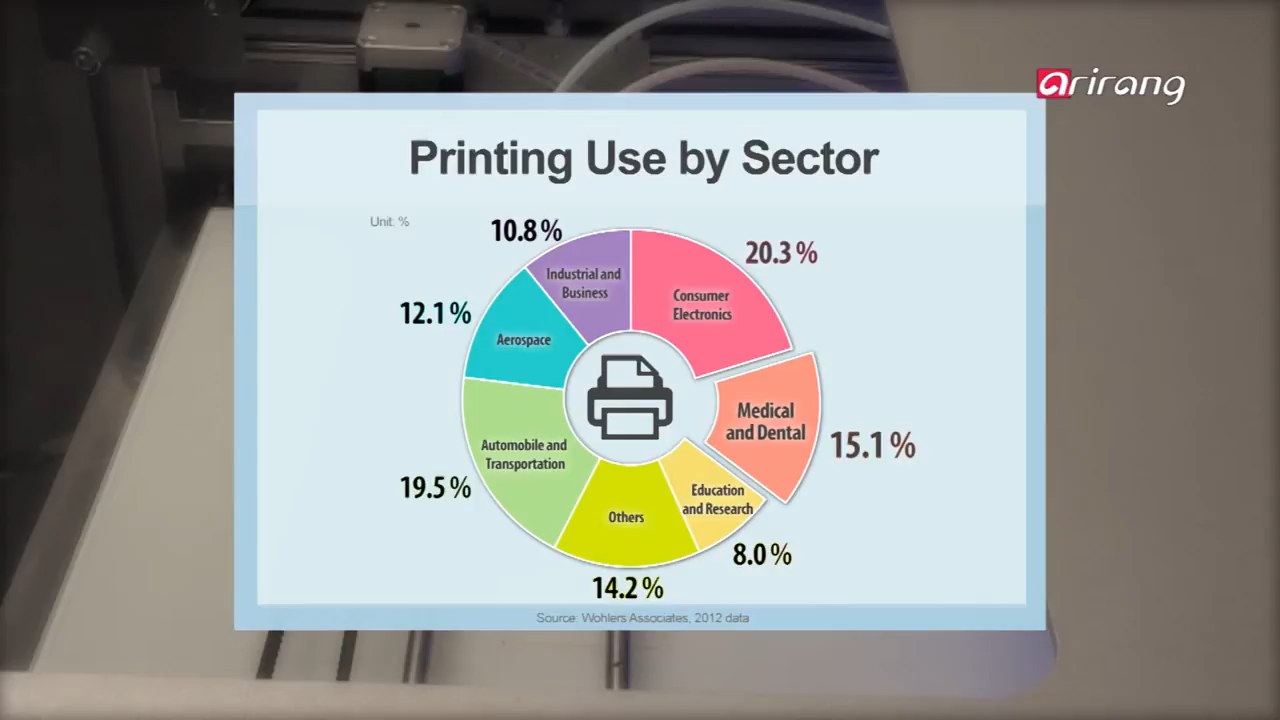 arirang
Printing Use by Sector
Unit: %
10.8%
20.3%
Industrial and
Business
Consumer
Electronics
12.1%
Aerospace
Medical
and Dental
15.1%
Automobile and
Transportation
19.5%
Education
and Research
Others
8.0%
14.2%
Source: Wohlers Associates, 2012 data